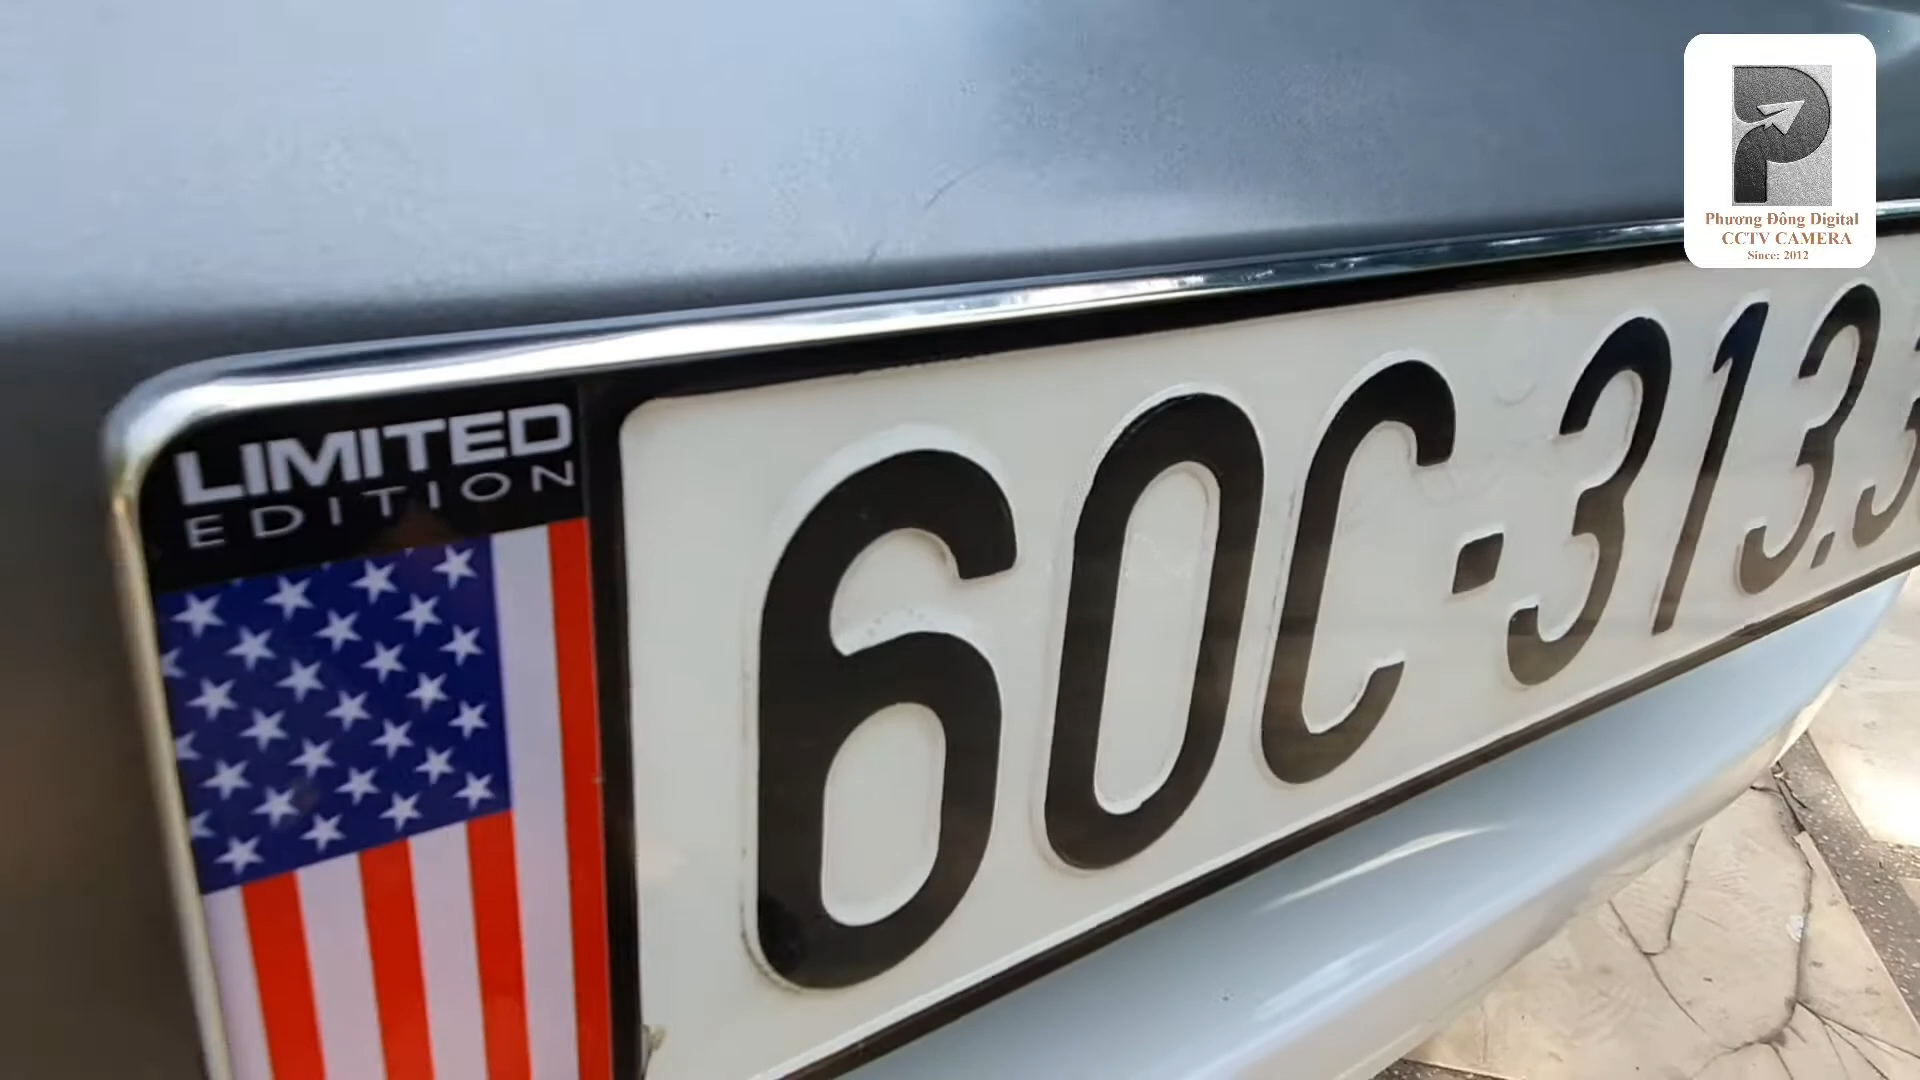 Phương Đông Digital
CCTV CAMERA
Since: 2012
LIMITED
EDITION
60C-313.3